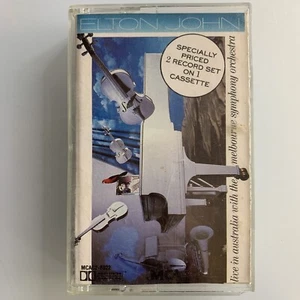 ELTON JOHN
SPECIALLY
PRICED
2 RECORD SET
ON 1
CASSETTE
live in australia with the melbourne symphony orchestra